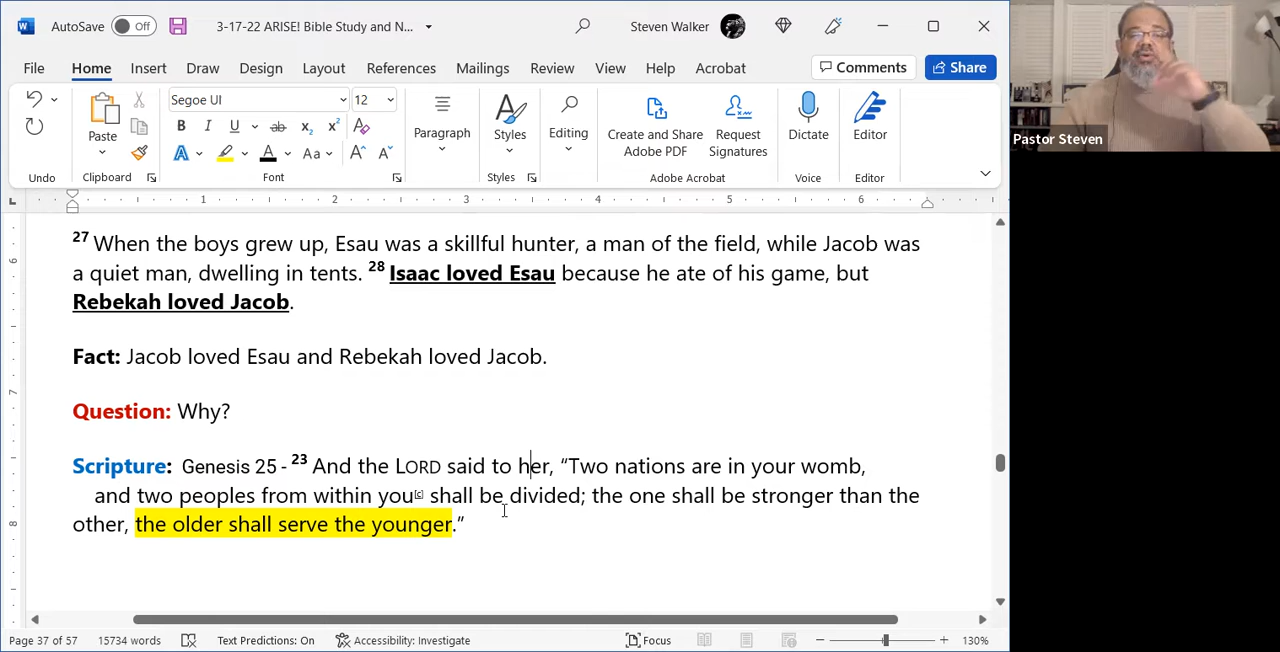 AutoSave Off 3-17-22 ARISE! Bible Study and N... Steven Walker
File Home Insert Draw Design Layout References Mailings Review View Help Acrobat Comments Share
Segoe UI 12
Paste Paragraph Styles Editing Create and Share Adobe PDF Request Signatures Dictate Editor
Undo Clipboard Font Styles Adobe Acrobat Voice Editor
Pastor Steven
1 2 3 4 5 6
27 When the boys grew up, Esau was a skillful hunter, a man of the field, while Jacob was
a quiet man, dwelling in tents. 28 Isaac loved Esau because he ate of his game, but
Rebekah loved Jacob.
Fact: Jacob loved Esau and Rebekah loved Jacob.
Question: Why?
Scripture: Genesis 25 - 23 And the LORD said to her, “Two nations are in your womb,
and two peoples from within you[c] shall be divided; the one shall be stronger than the
other, the older shall serve the younger.”
Page 37 of 57 15734 words Text Predictions: On Accessibility: Investigate Focus 130%